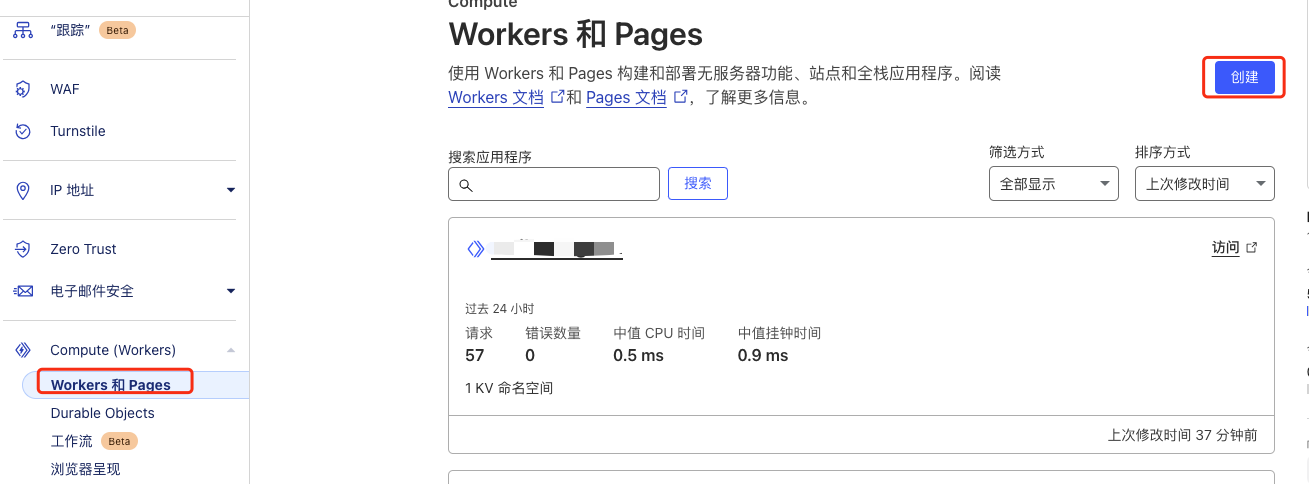 “跟踪” Beta
WAF
Turnstile
IP 地址
Zero Trust
电子邮件安全
Compute (Workers)
Workers 和 Pages
Durable Objects
工作流 Beta
浏览器呈现
Compute
Workers 和 Pages
使用 Workers 和 Pages 构建和部署无服务器功能、站点和全栈应用程序。阅读
Workers 文档 和 Pages 文档，了解更多信息。
创建
搜索应用程序
搜索
筛选方式
全部显示
排序方式
上次修改时间
访问
过去 24 小时
请求 错误数量 中值 CPU 时间 中值挂钟时间
57 0 0.5 ms 0.9 ms
1 KV 命名空间
上次修改时间 37 分钟前